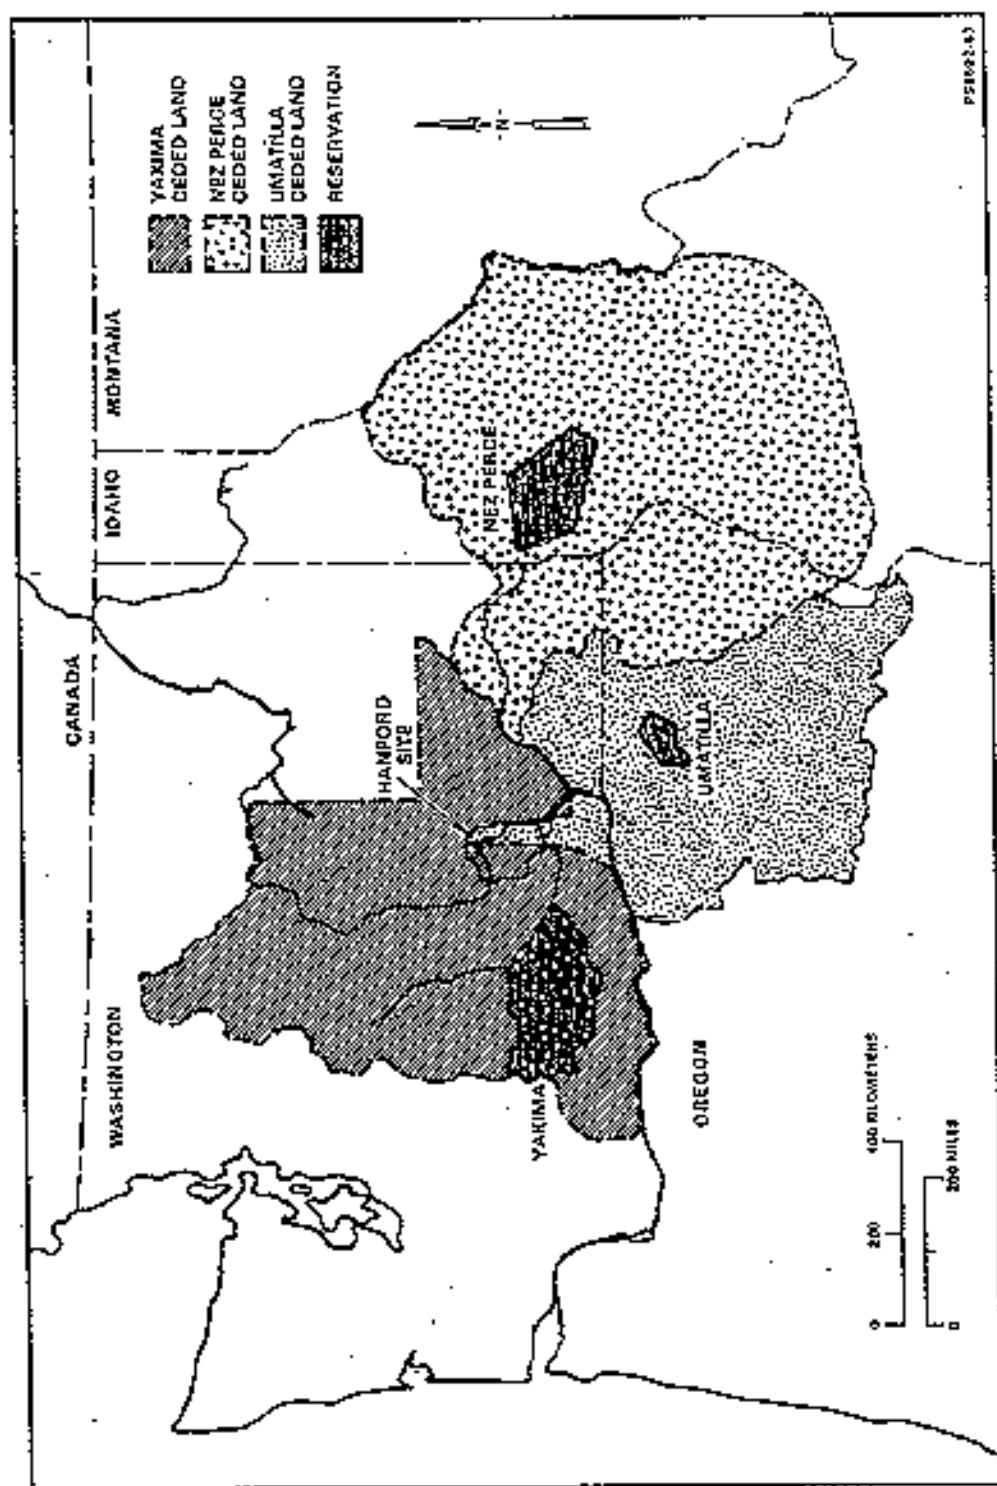 CANADA
WASHINGTON
IDAHO
MONTANA
YAKIMA
CEDED LAND
NEZ PERCE
CEDED LAND
UMATILLA
CEDED LAND
RESERVATION
N
HANFORD
SITE
NEZ PERCE
YAKIMA
UMATILLA
OREGON
0 200 400 KILOMETERS
0 200 MILES